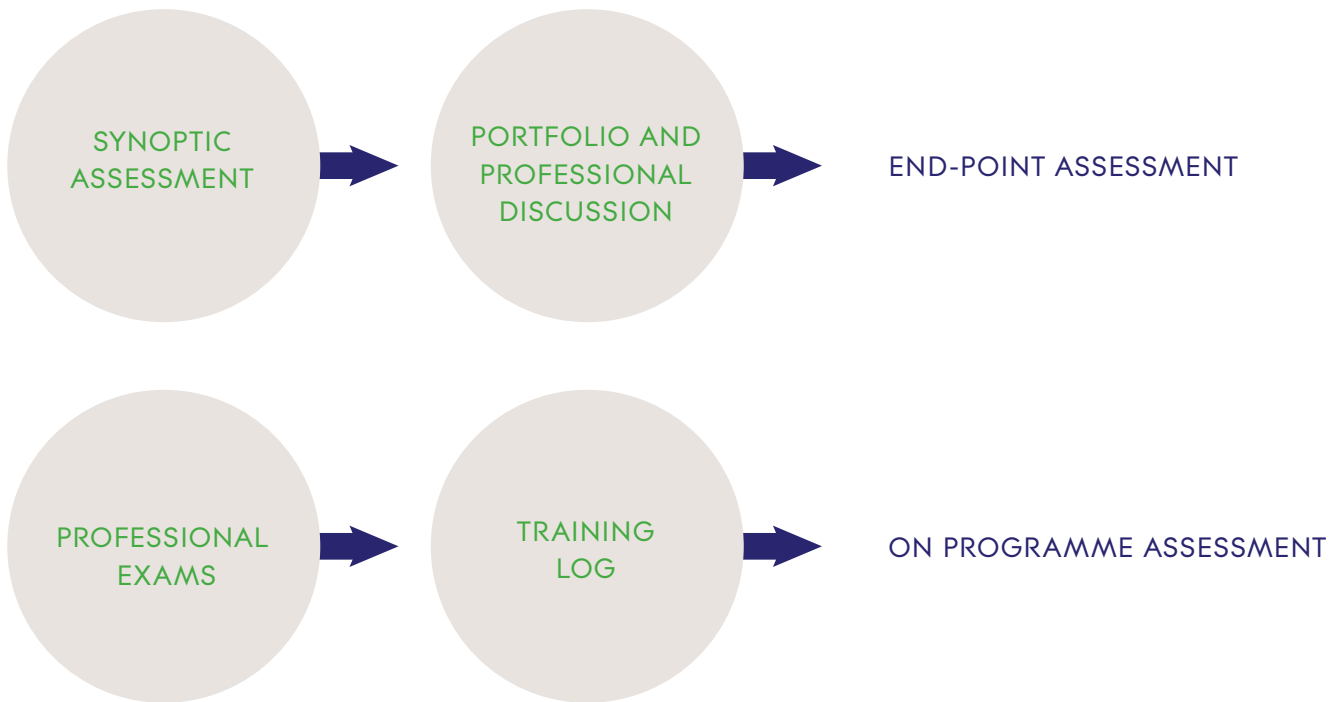 SYNOPTIC
ASSESSMENT
PORTFOLIO AND
PROFESSIONAL
DISCUSSION
END-POINT ASSESSMENT
PROFESSIONAL
EXAMS
TRAINING
LOG
ON PROGRAMME ASSESSMENT